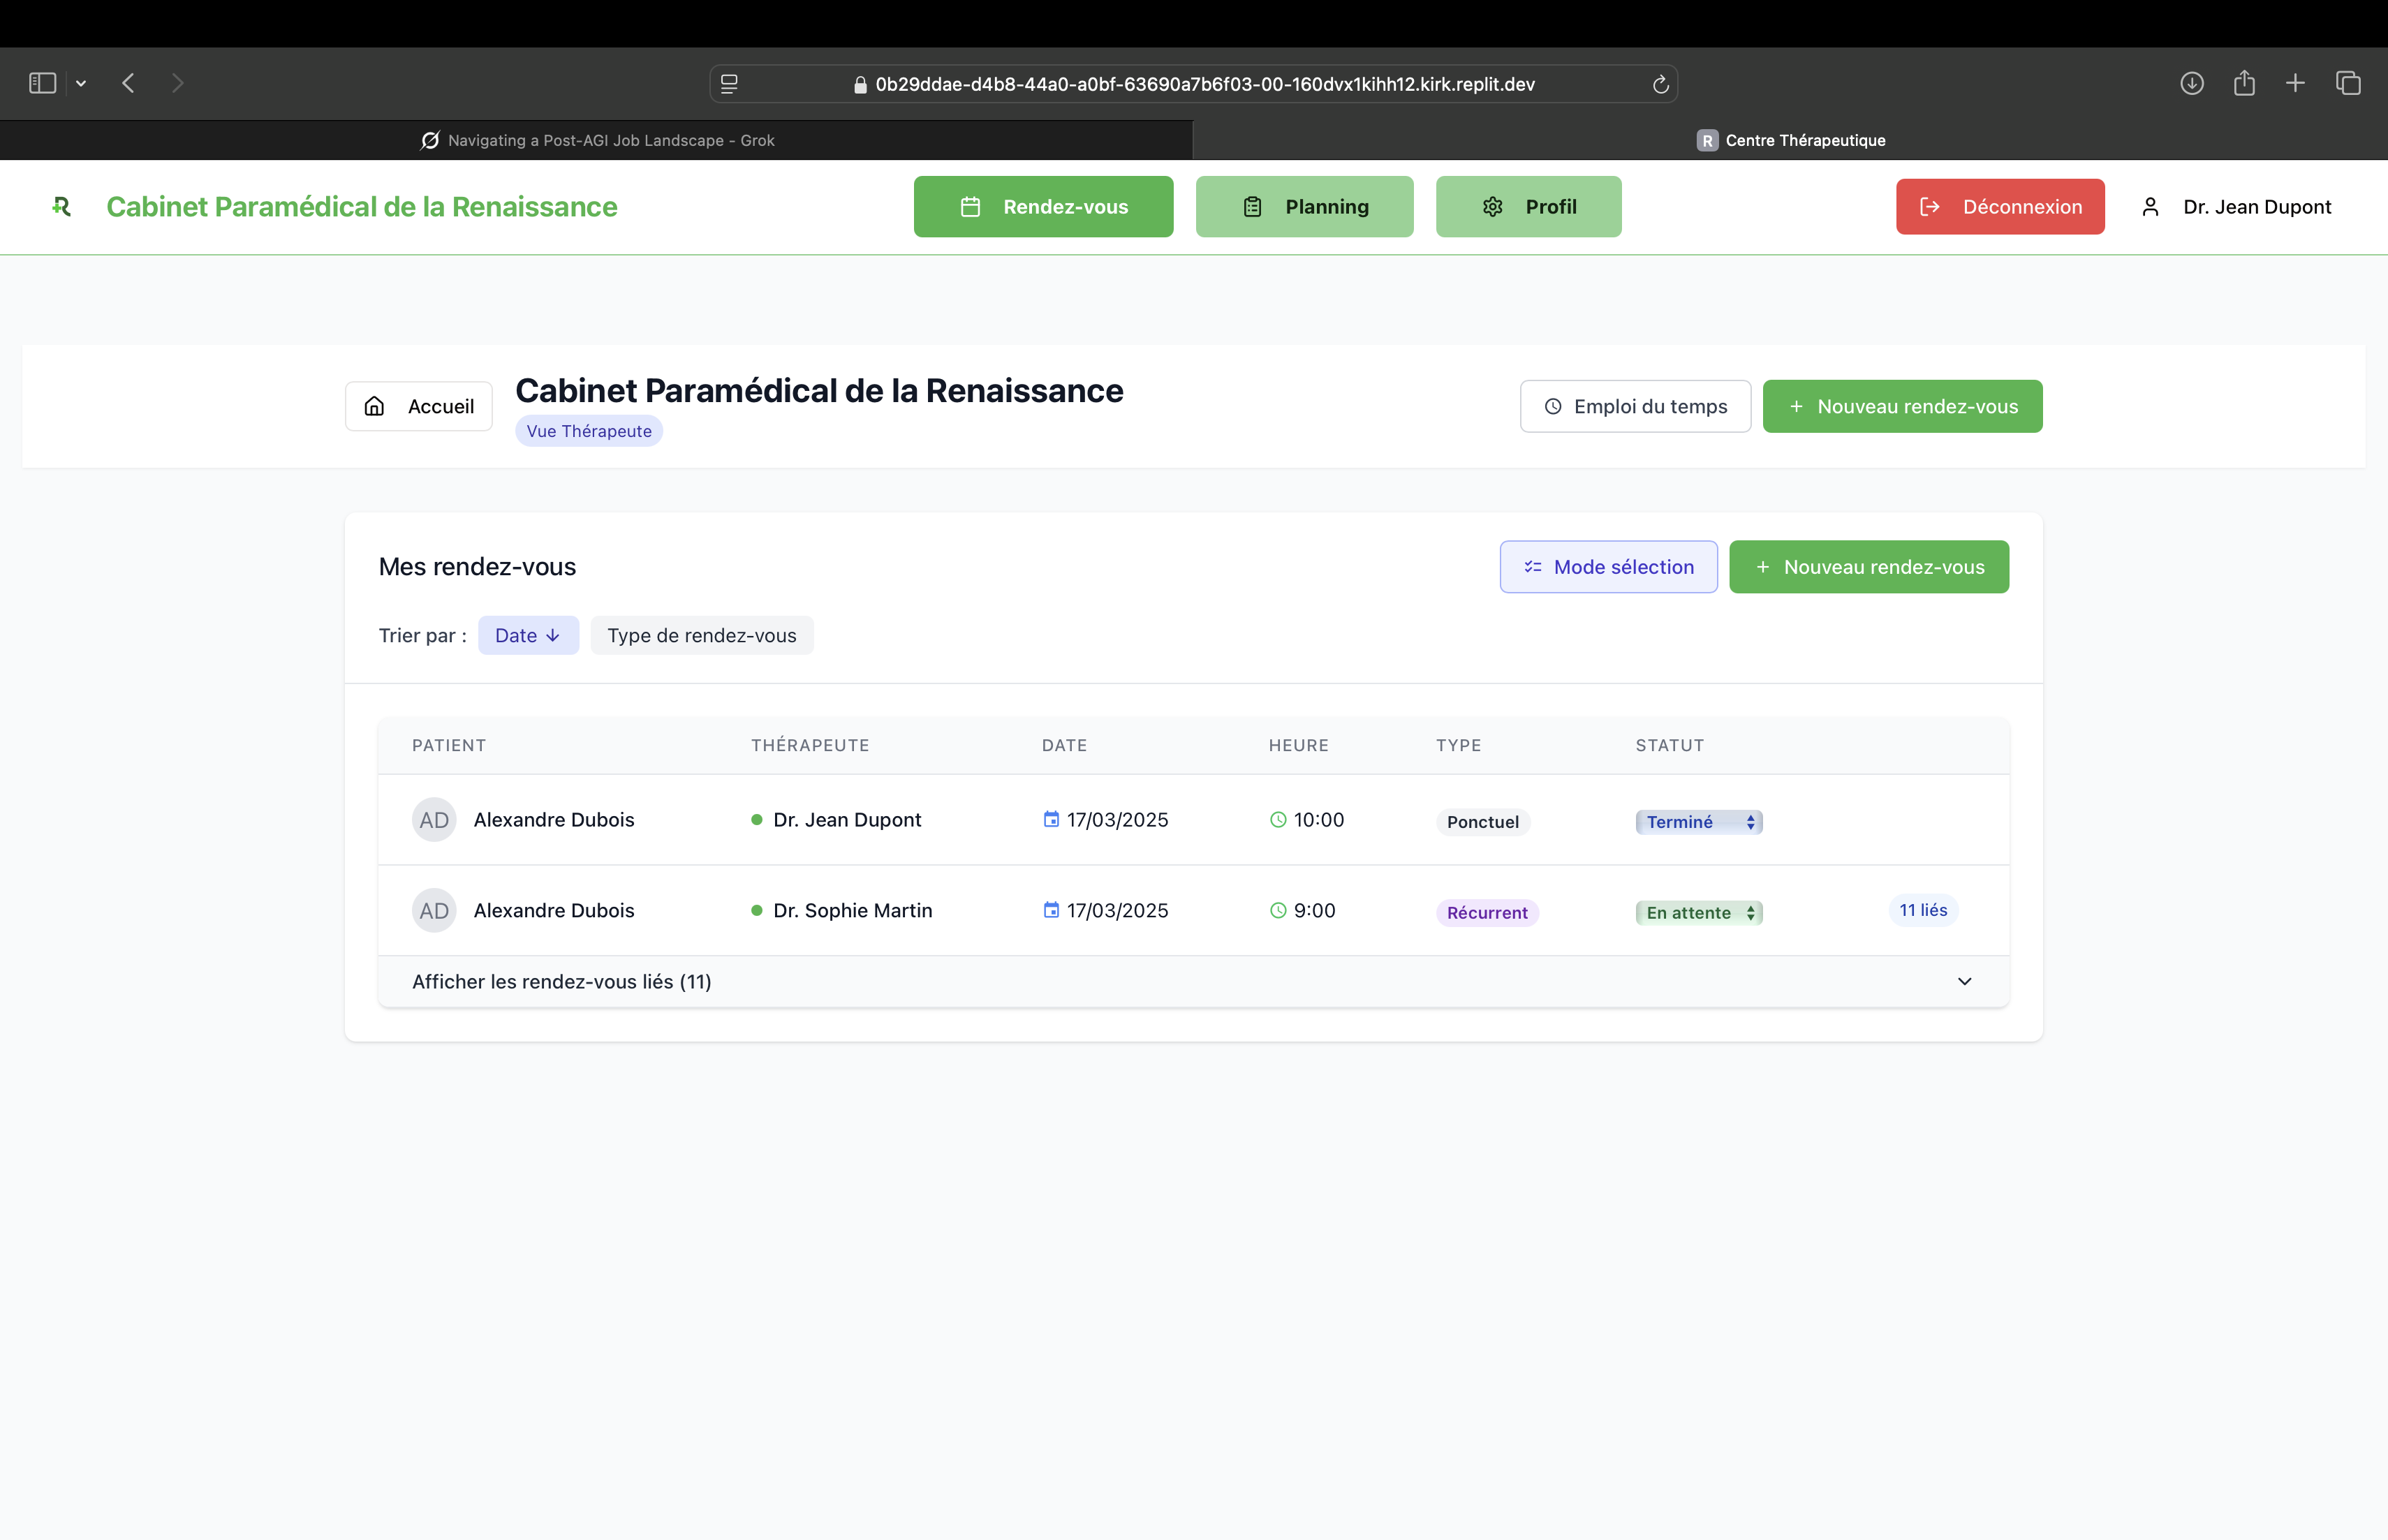 0b29ddae-d4b8-44a0-a0bf-63690a7b6f03-00-160dvx1kihh12.kirk.replit.dev
Navigating a Post-AGI Job Landscape - Grok
R Centre Thérapeutique
R Cabinet Paramédical de la Renaissance
Rendez-vous
Planning
Profil
Déconnexion
Dr. Jean Dupont
Accueil
Cabinet Paramédical de la Renaissance
Vue Thérapeute
Emploi du temps
+ Nouveau rendez-vous
Mes rendez-vous
Mode sélection
+ Nouveau rendez-vous
Trier par : Date ↓ Type de rendez-vous
PATIENT THÉRAPEUTE DATE HEURE TYPE STATUT
AD Alexandre Dubois Dr. Jean Dupont 17/03/2025 10:00 Ponctuel Terminé
AD Alexandre Dubois Dr. Sophie Martin 17/03/2025 9:00 Récurrent En attente 11 liés
Afficher les rendez-vous liés (11)